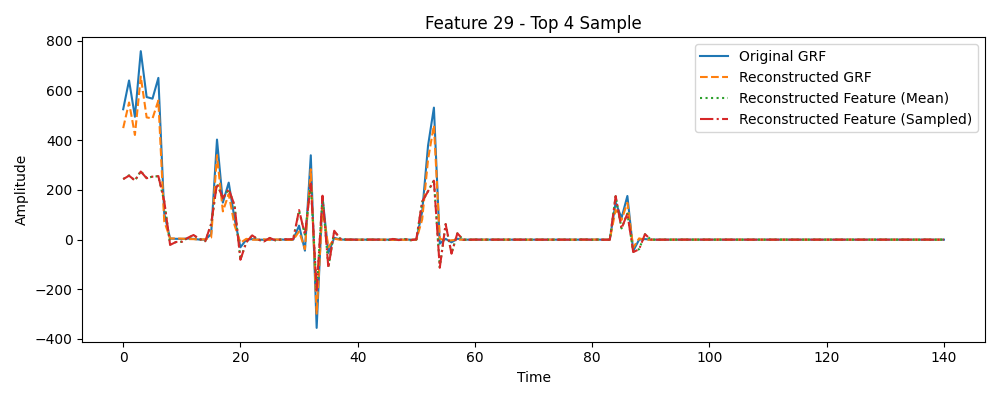 Feature 29 - Top 4 Sample
Original GRF
Reconstructed GRF
Reconstructed Feature (Mean)
Reconstructed Feature (Sampled)
Amplitude
800
600
400
200
0
−200
−400
0 20 40 60 80 100 120 140
Time